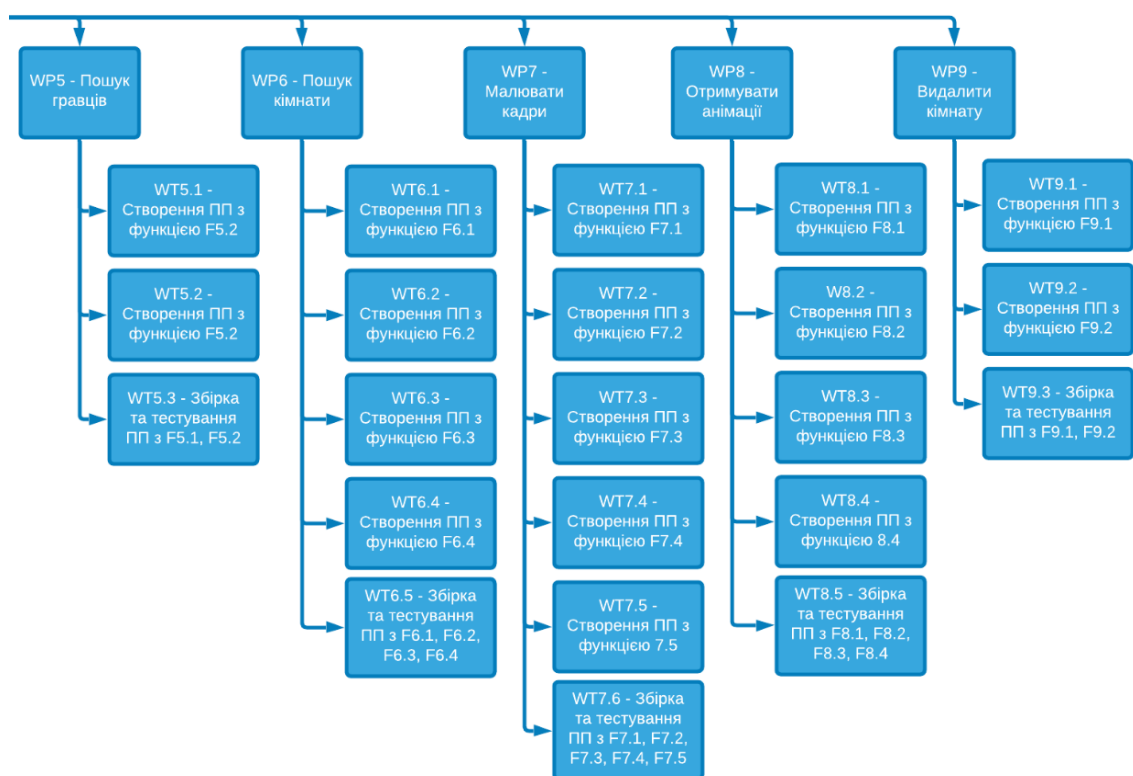 WP5 - Пошук
гравців
WP6 - Пошук
кімнати
WP7 -
Малювати
кадри
WP8 -
Отримувати
анімації
WP9 -
Видалити
кімнату
WT5.1 -
Створення ПП з
функцією F5.2
WT5.2 -
Створення ПП з
функцією F5.2
WT5.3 - Збірка
та тестування
ПП з F5.1, F5.2
WT6.1 -
Створення ПП з
функцією F6.1
WT6.2 -
Створення ПП з
функцією F6.2
WT6.3 -
Створення ПП з
функцією F6.3
WT6.4 -
Створення ПП з
функцією F6.4
WT6.5 - Збірка
та тестування
ПП з F6.1, F6.2,
F6.3, F6.4
WT7.1 -
Створення ПП з
функцією F7.1
WT7.2 -
Створення ПП з
функцією F7.2
WT7.3 -
Створення ПП з
функцією F7.3
WT7.4 -
Створення ПП з
функцією F7.4
WT7.5 -
Створення ПП з
функцією 7.5
WT7.6 - Збірка
та тестування
ПП з F7.1, F7.2,
F7.3, F7.4, F7.5
WT8.1 -
Створення ПП з
функцією F8.1
W8.2 -
Створення ПП з
функцією F8.2
WT8.3 -
Створення ПП з
функцією F8.3
WT8.4 -
Створення ПП з
функцією 8.4
WT8.5 - Збірка
та тестування
ПП з F8.1, F8.2,
F8.3, F8.4
WT9.1 -
Створення ПП з
функцією F9.1
WT9.2 -
Створення ПП з
функцією F9.2
WT9.3 - Збірка
та тестування
ПП з F9.1, F9.2